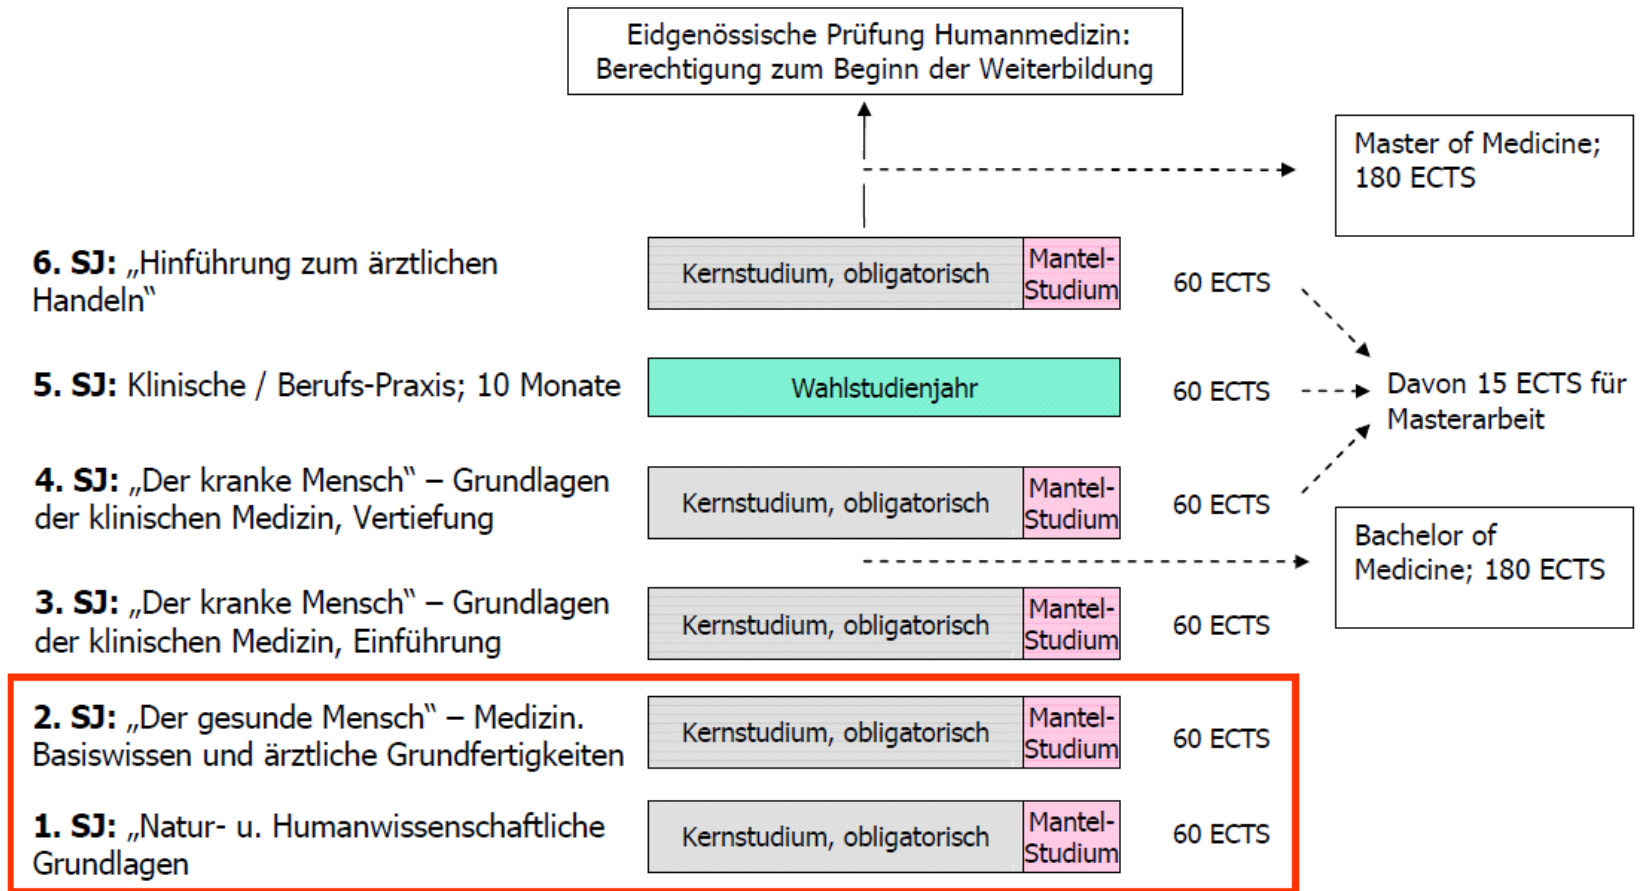 Eidgenössische Prüfung Humanmedizin:
Berechtigung zum Beginn der Weiterbildung
Master of Medicine;
180 ECTS
6. SJ: „Hinführung zum ärztlichen
Handeln“
Kernstudium, obligatorisch
Mantel-
Studium
60 ECTS
5. SJ: Klinische / Berufs-Praxis; 10 Monate
Wahlstudienjahr
60 ECTS
Davon 15 ECTS für
Masterarbeit
4. SJ: „Der kranke Mensch“ – Grundlagen
der klinischen Medizin, Vertiefung
Kernstudium, obligatorisch
Mantel-
Studium
60 ECTS
Bachelor of
Medicine; 180 ECTS
3. SJ: „Der kranke Mensch“ – Grundlagen
der klinischen Medizin, Einführung
Kernstudium, obligatorisch
Mantel-
Studium
60 ECTS
2. SJ: „Der gesunde Mensch“ – Medizin.
Basiswissen und ärztliche Grundfertigkeiten
Kernstudium, obligatorisch
Mantel-
Studium
60 ECTS
1. SJ: „Natur- u. Humanwissenschaftliche
Grundlagen
Kernstudium, obligatorisch
Mantel-
Studium
60 ECTS